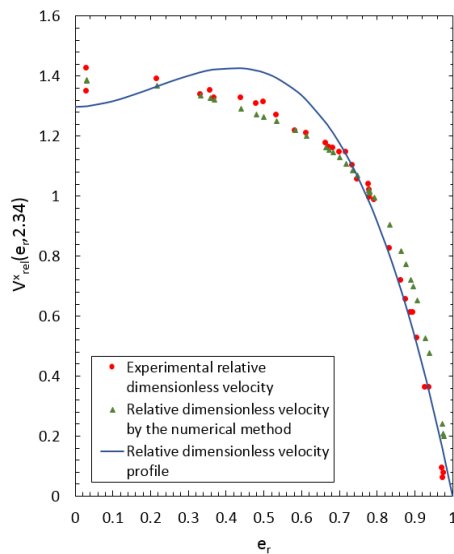 1.6
1.4
1.2
1
0.8
0.6
0.4
0.2
0
V^x_rel(e_r,2.34)
Experimental relative
dimensionless velocity
Relative dimensionless velocity
by the numerical method
Relative dimensionless velocity
profile
0 0.1 0.2 0.3 0.4 0.5 0.6 0.7 0.8 0.9 1
e_r